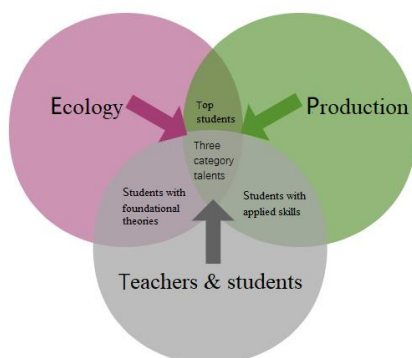 Top
students
Ecology
Production
Three
category
talents
Students with
foundational
theories
Students with
applied skills
Teachers & students